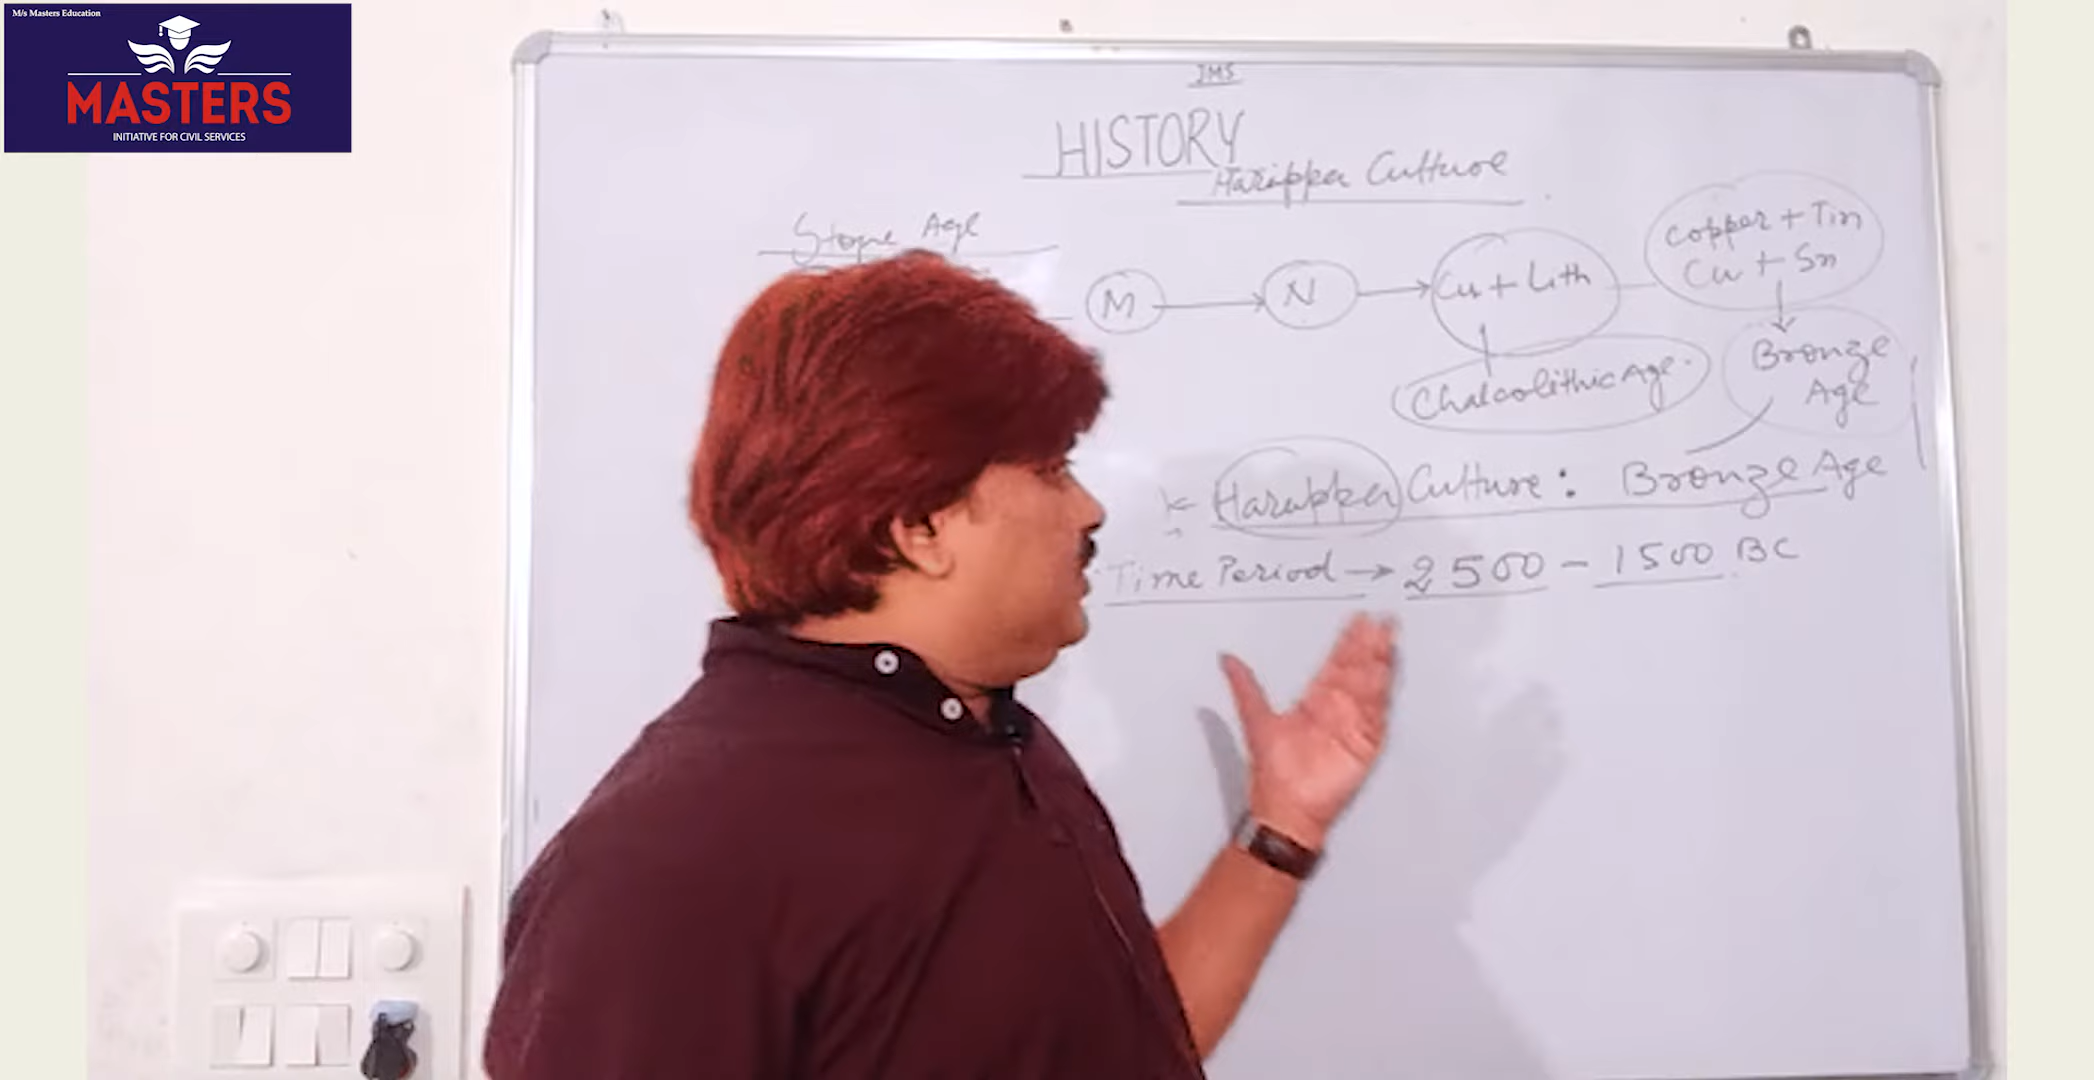 M/s Masters Education
MASTERS
INITIATIVE FOR CIVIL SERVICES
IMS
HISTORY
Harappa Culture
Stone Age
M → N → Cu + Lith
Copper + Tin
Cu + Sn
Chalcolithic Age.
Bronze
Age
Harappa Culture : Bronze Age
Time Period → 2500 - 1500 BC